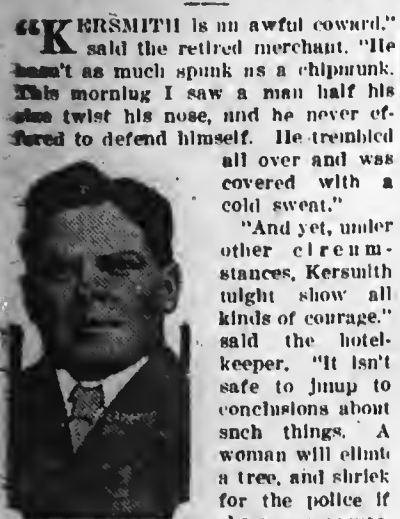 “KERSMITH is an awful coward,”
said the retired merchant. “He
hasn't as much spunk as a chipmunk.
This morning I saw a man half his
size twist his nose, and he never of-
fered to defend himself. He trembled
all over and was
covered with a
cold sweat.”
“And yet, under
other circum-
stances, Kersmith
might show all
kinds of courage.”
said the hotel-
keeper. “It isn't
safe to jump to
conclusions about
such things. A
woman will climb
a tree, and shriek
for the police if